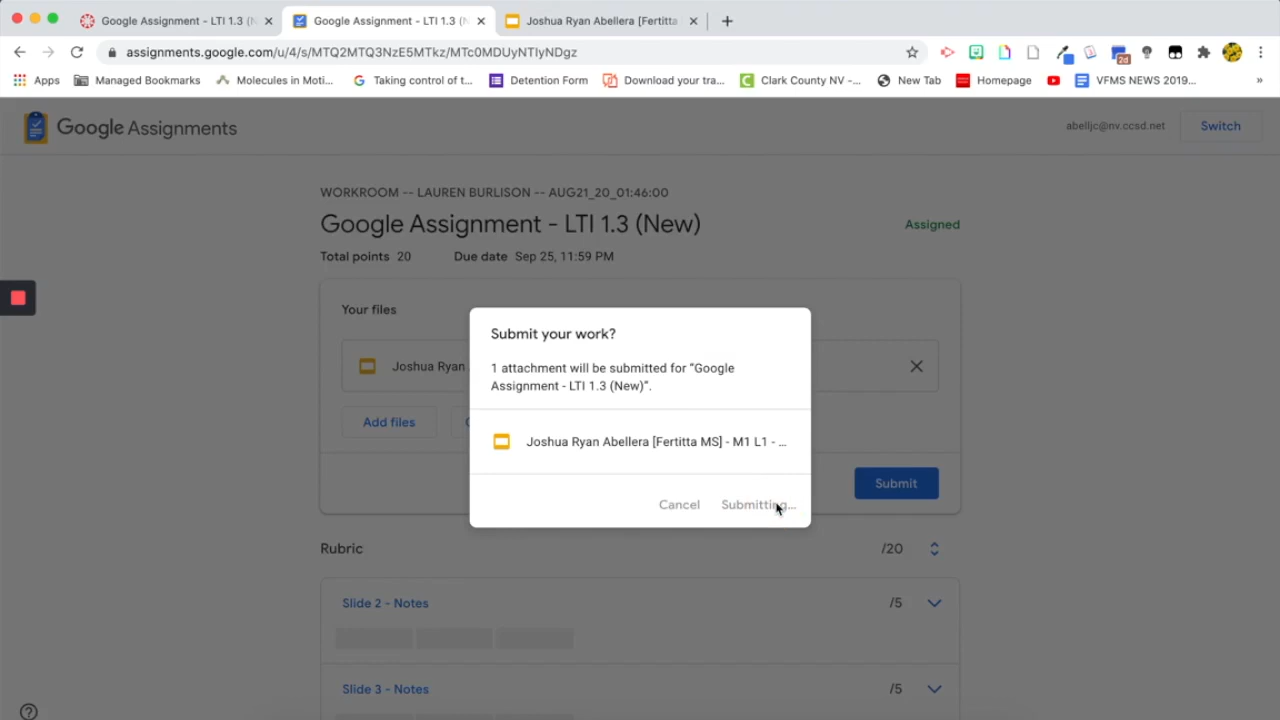 Google Assignment - LTI 1.3 (N
Google Assignment - LTI 1.3 (N
Joshua Ryan Abellera [Fertitta
assignments.google.com/u/4/s/MTQ2MTQ3NzE5MTkz/MTc0MDUyNTIyNDgz
2d
Apps
Managed Bookmarks
Molecules in Moti...
Taking control of t...
Detention Form
Download your tra...
Clark County NV -...
New Tab
Homepage
VFMS NEWS 2019...
»
Google Assignments
abelljc@nv.ccsd.net
Switch
WORKROOM -- LAUREN BURLISON -- AUG21_20_01:46:00
Google Assignment - LTI 1.3 (New)
Assigned
Total points 20
Due date Sep 25, 11:59 PM
Your files
Joshua Ryan
Add files
Submit
Submit your work?
1 attachment will be submitted for “Google
Assignment - LTI 1.3 (New)”.
Joshua Ryan Abellera [Fertitta MS] - M1 L1 - ...
Cancel
Submitting...
Rubric
/20
Slide 2 - Notes
/5
Slide 3 - Notes
/5